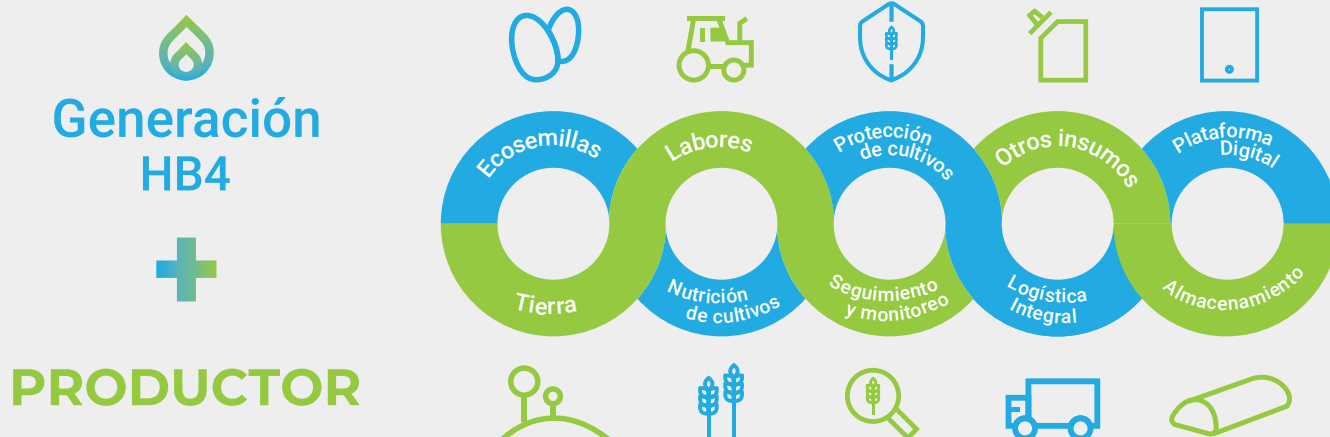 Generación
HB4
PRODUCTOR
Ecosemillas
Labores
Protección
de cultivos
Otros insumos
Plataforma
Digital
Tierra
Nutrición
de cultivos
Seguimiento
y monitoreo
Logística
Integral
Almacenamiento